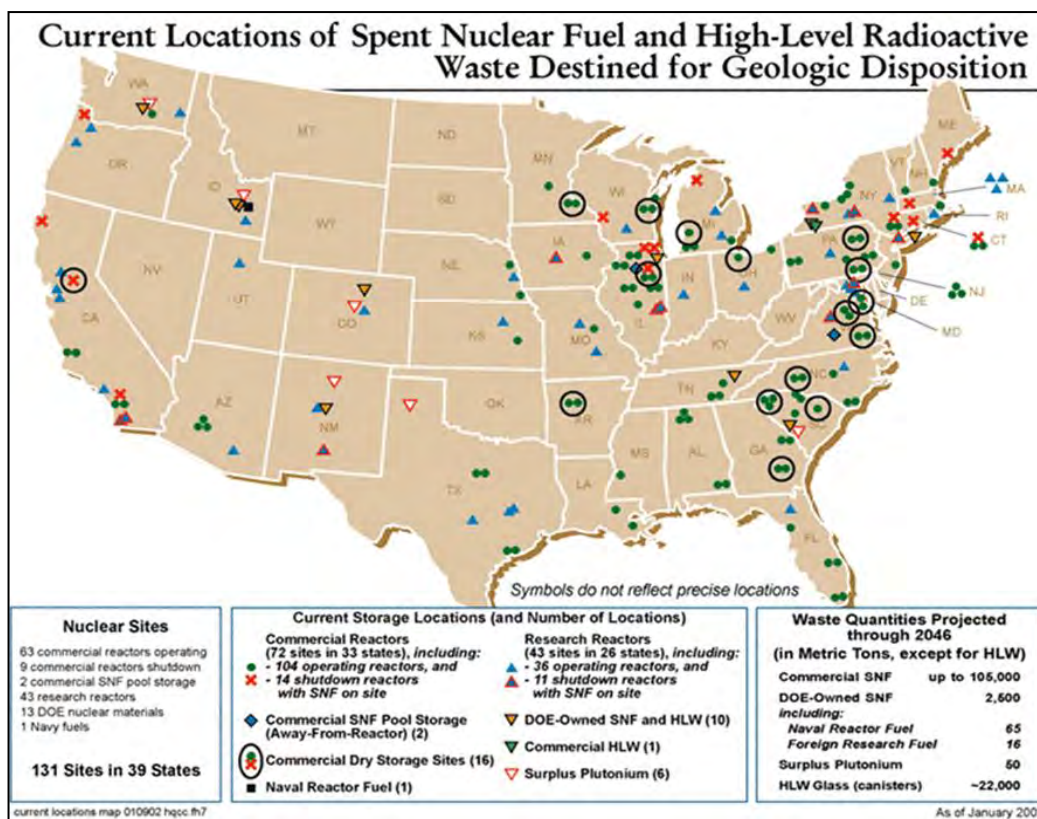 Current Locations of Spent Nuclear Fuel and High-Level Radioactive
Waste Destined for Geologic Disposition
WA
MT
ND
MN
ME
VT
NH
OR
ID
SD
WI
MI
NY
MA
WY
RI
IA
PA
CT
NE
NV
UT
IN
OH
NJ
CO
IL
DE
CA
WV
MD
KS
MO
KY
NC
TN
AZ
OK
AR
NM
MS
AL
GA
LA
TX
FL
Symbols do not reflect precise locations
Nuclear Sites
63 commercial reactors operating
9 commercial reactors shutdown
2 commercial SNF pool storage
43 research reactors
13 DOE nuclear materials
1 Navy fuels
131 Sites in 39 States
Current Storage Locations (and Number of Locations)
Commercial Reactors
(72 sites in 33 states), including:
- 104 operating reactors, and
- 14 shutdown reactors
with SNF on site
Commercial SNF Pool Storage
(Away-From-Reactor) (2)
Commercial Dry Storage Sites (16)
Naval Reactor Fuel (1)
Research Reactors
(43 sites in 26 states), including:
- 36 operating reactors, and
- 11 shutdown reactors
with SNF on site
DOE-Owned SNF and HLW (10)
Commercial HLW (1)
Surplus Plutonium (6)
Waste Quantities Projected
through 2046
(in Metric Tons, except for HLW)
Commercial SNF up to 105,000
DOE-Owned SNF 2,500
including:
Naval Reactor Fuel 65
Foreign Research Fuel 16
Surplus Plutonium 50
HLW Glass (canisters) ~22,000
current locations map 010902 hqcc.fh7
As of January 200